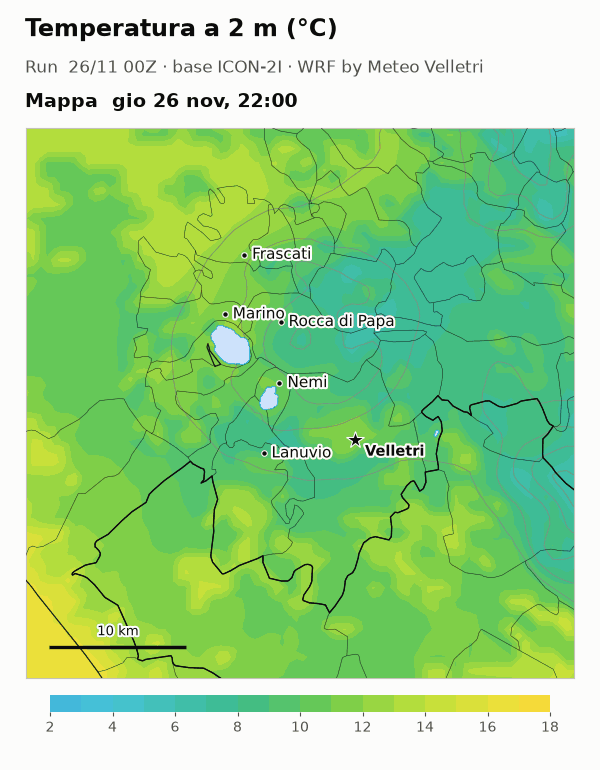 Temperatura a 2 m (°C)
Run  26/11 00Z · base ICON-2I · WRF by Meteo Velletri
Mappa  gio 26 nov, 22:00
Frascati
Marino
Rocca di Papa
Nemi
Velletri
Lanuvio
10 km
2 4 6 8 10 12 14 16 18